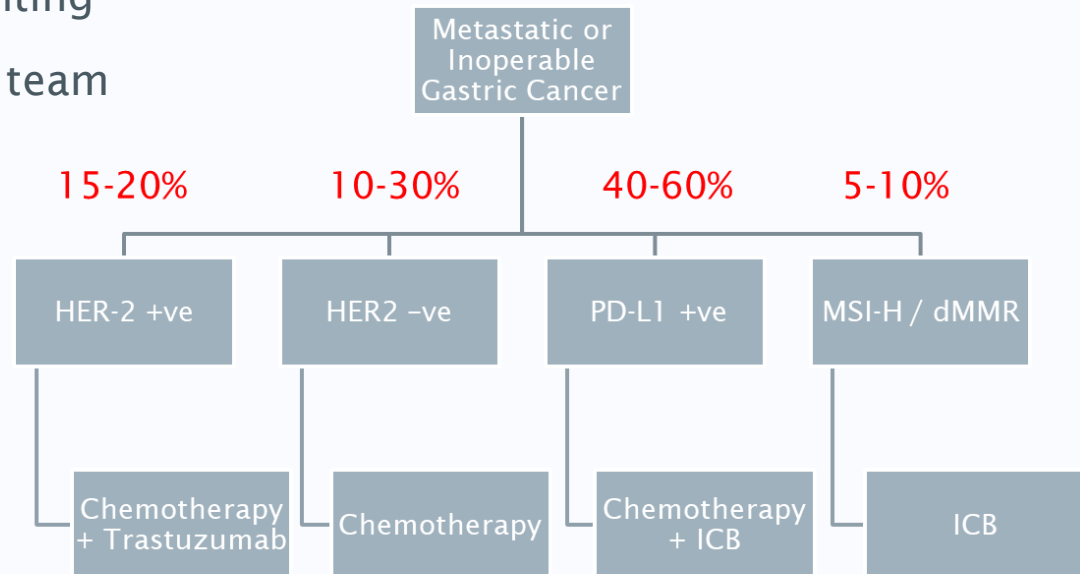 team
Metastatic or
Inoperable
Gastric Cancer
15-20%
10-30%
40-60%
5-10%
HER-2 +ve
HER2 –ve
PD-L1 +ve
MSI-H / dMMR
Chemotherapy
+ Trastuzumab
Chemotherapy
Chemotherapy
+ ICB
ICB